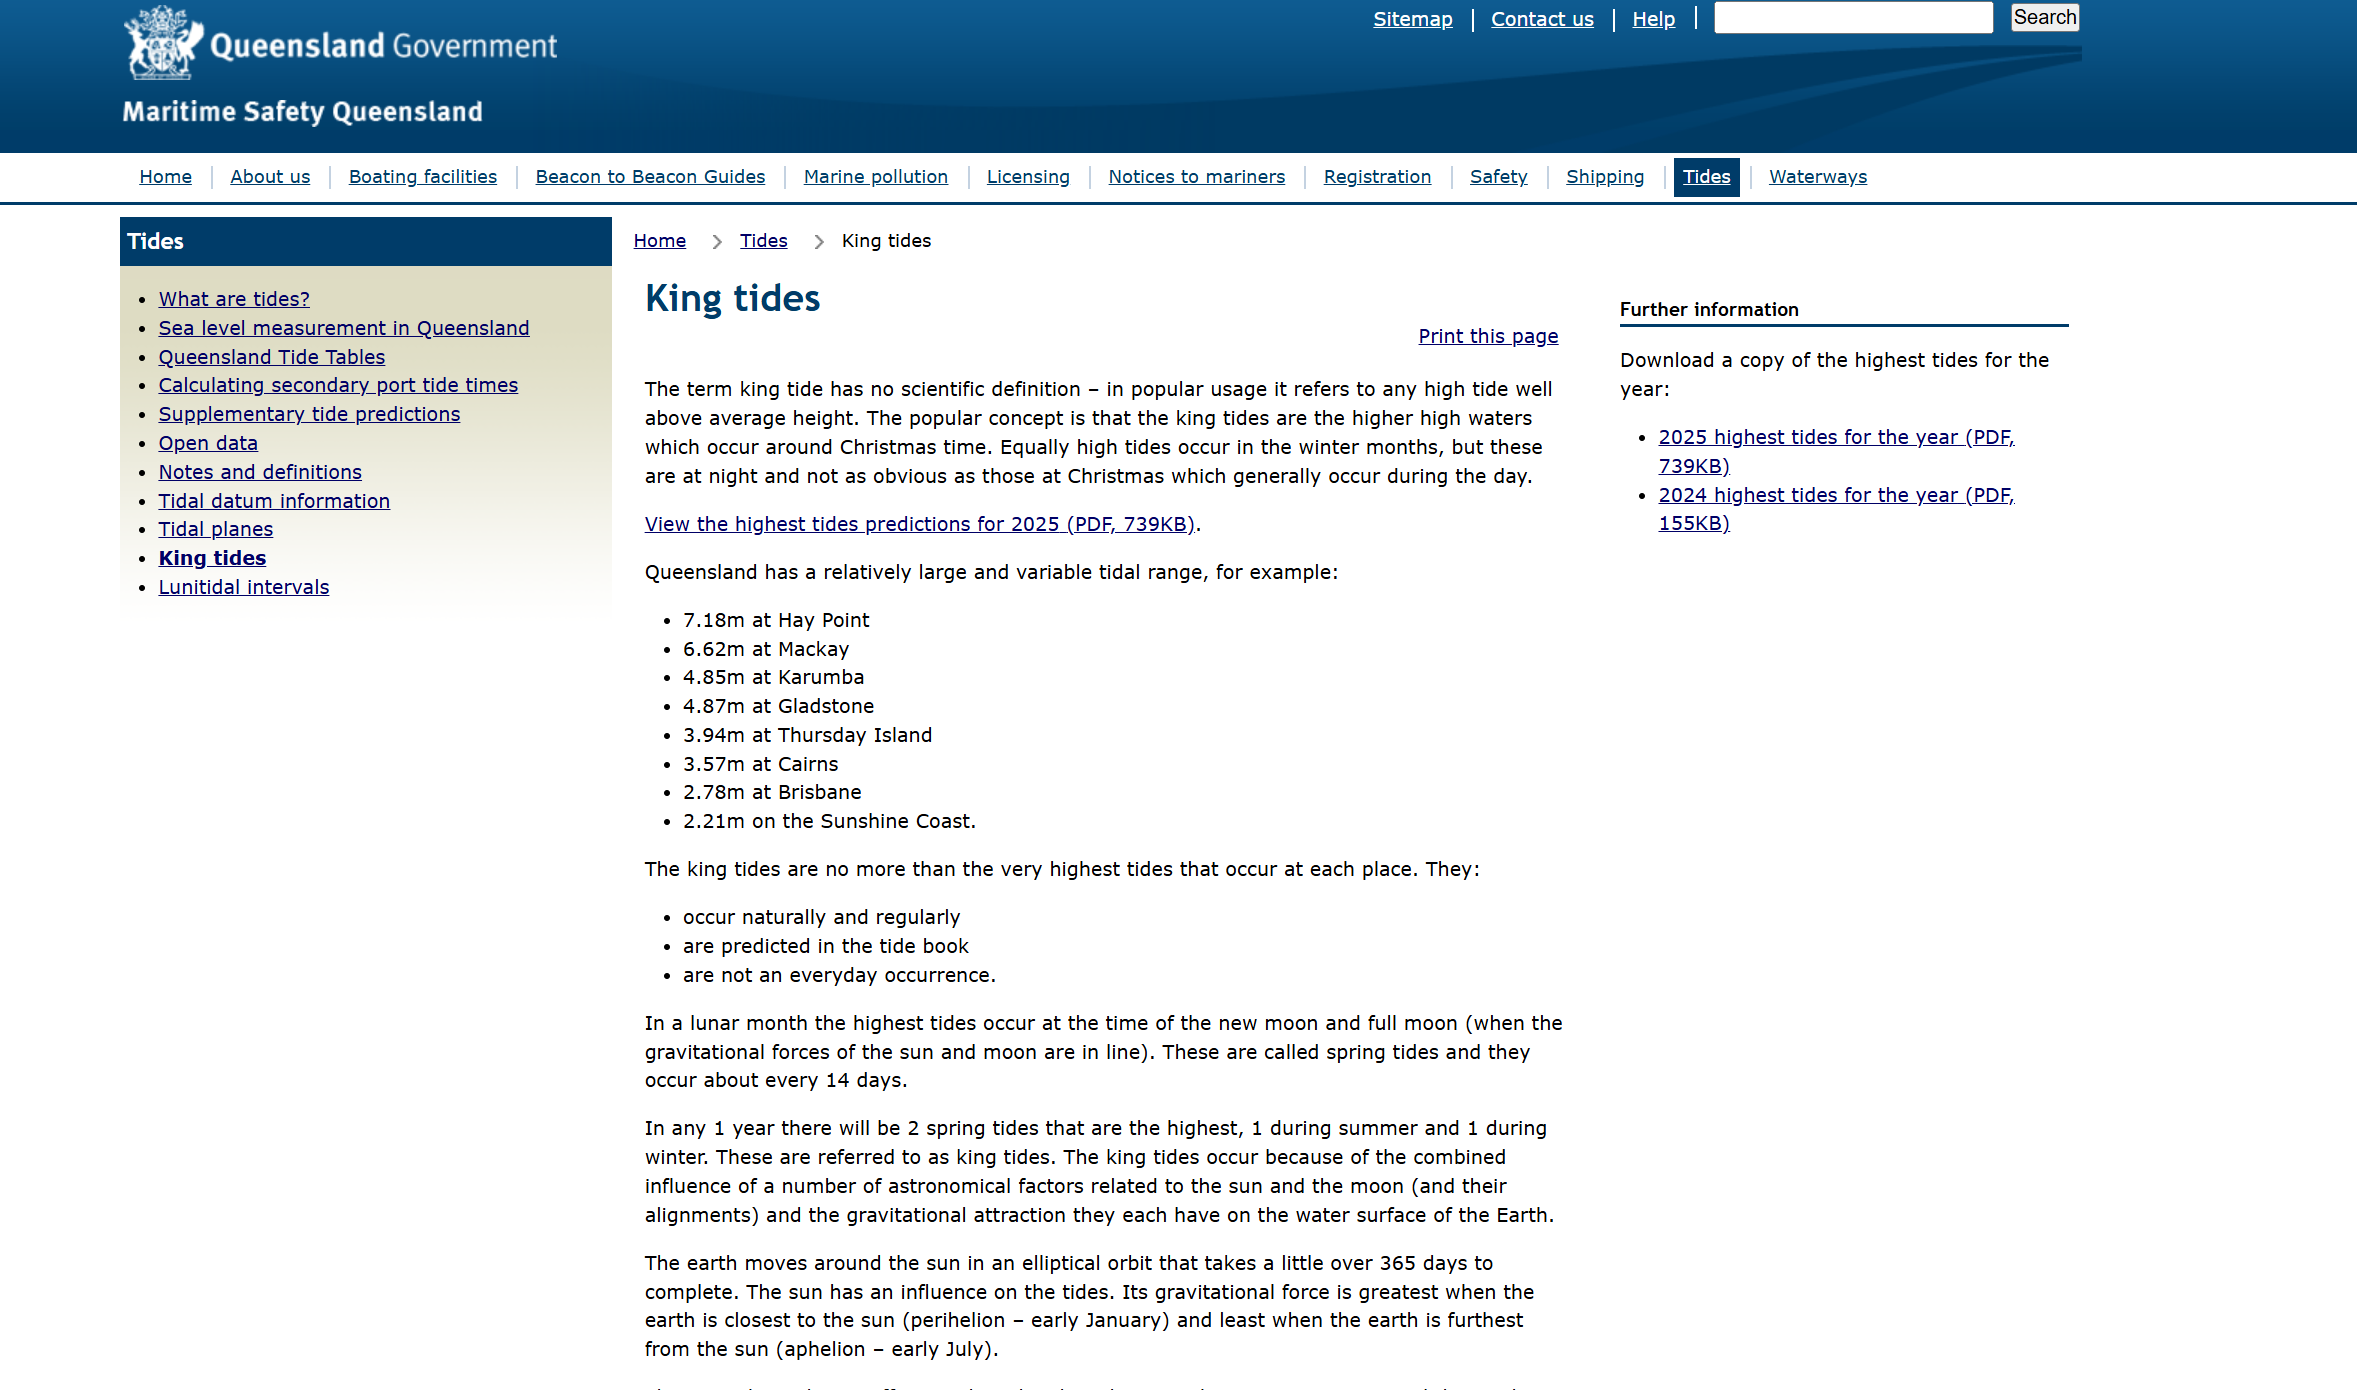 Queensland Government
Maritime Safety Queensland
Sitemap
Contact us
Help
Search
Home
About us
Boating facilities
Beacon to Beacon Guides
Marine pollution
Licensing
Notices to mariners
Registration
Safety
Shipping
Tides
Waterways
Tides
What are tides?
Sea level measurement in Queensland
Queensland Tide Tables
Calculating secondary port tide times
Supplementary tide predictions
Open data
Notes and definitions
Tidal datum information
Tidal planes
King tides
Lunitidal intervals
Home
Tides
King tides
King tides
Print this page
The term king tide has no scientific definition – in popular usage it refers to any high tide well
above average height. The popular concept is that the king tides are the higher high waters
which occur around Christmas time. Equally high tides occur in the winter months, but these
are at night and not as obvious as those at Christmas which generally occur during the day.
View the highest tides predictions for 2025 (PDF, 739KB).
Queensland has a relatively large and variable tidal range, for example:
7.18m at Hay Point
6.62m at Mackay
4.85m at Karumba
4.87m at Gladstone
3.94m at Thursday Island
3.57m at Cairns
2.78m at Brisbane
2.21m on the Sunshine Coast.
The king tides are no more than the very highest tides that occur at each place. They:
occur naturally and regularly
are predicted in the tide book
are not an everyday occurrence.
In a lunar month the highest tides occur at the time of the new moon and full moon (when the
gravitational forces of the sun and moon are in line). These are called spring tides and they
occur about every 14 days.
In any 1 year there will be 2 spring tides that are the highest, 1 during summer and 1 during
winter. These are referred to as king tides. The king tides occur because of the combined
influence of a number of astronomical factors related to the sun and the moon (and their
alignments) and the gravitational attraction they each have on the water surface of the Earth.
The earth moves around the sun in an elliptical orbit that takes a little over 365 days to
complete. The sun has an influence on the tides. Its gravitational force is greatest when the
earth is closest to the sun (perihelion – early January) and least when the earth is furthest
from the sun (aphelion – early July).
Further information
Download a copy of the highest tides for the
year:
2025 highest tides for the year (PDF,
739KB)
2024 highest tides for the year (PDF,
155KB)